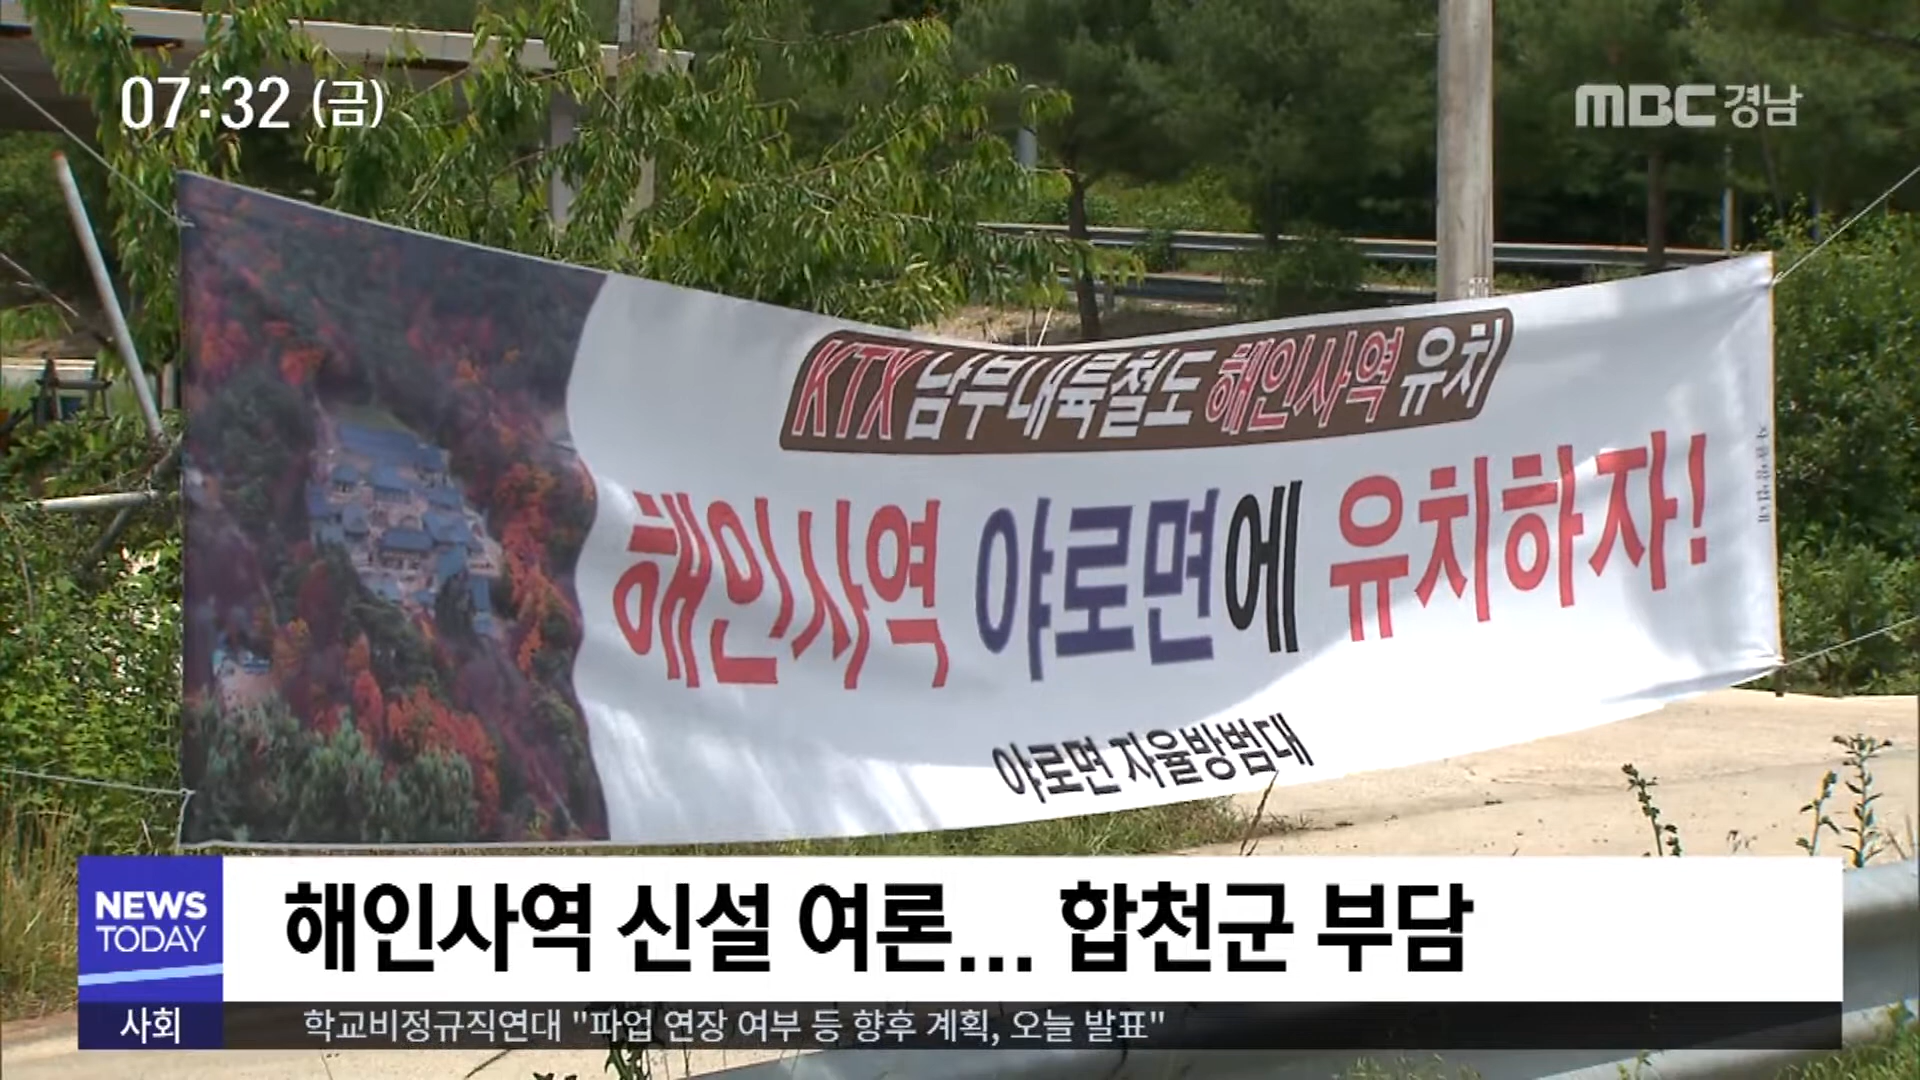 07:32 (금)
MBC경남
KTX남부내륙철도 해인사역 유치
해인사역 야로면에 유치하자!
야로면 자율방범대
NEWS
TODAY
해인사역 신설 여론... 합천군 부담
사회
학교비정규직연대 "파업 연장 여부 등 향후 계획, 오늘 발표"